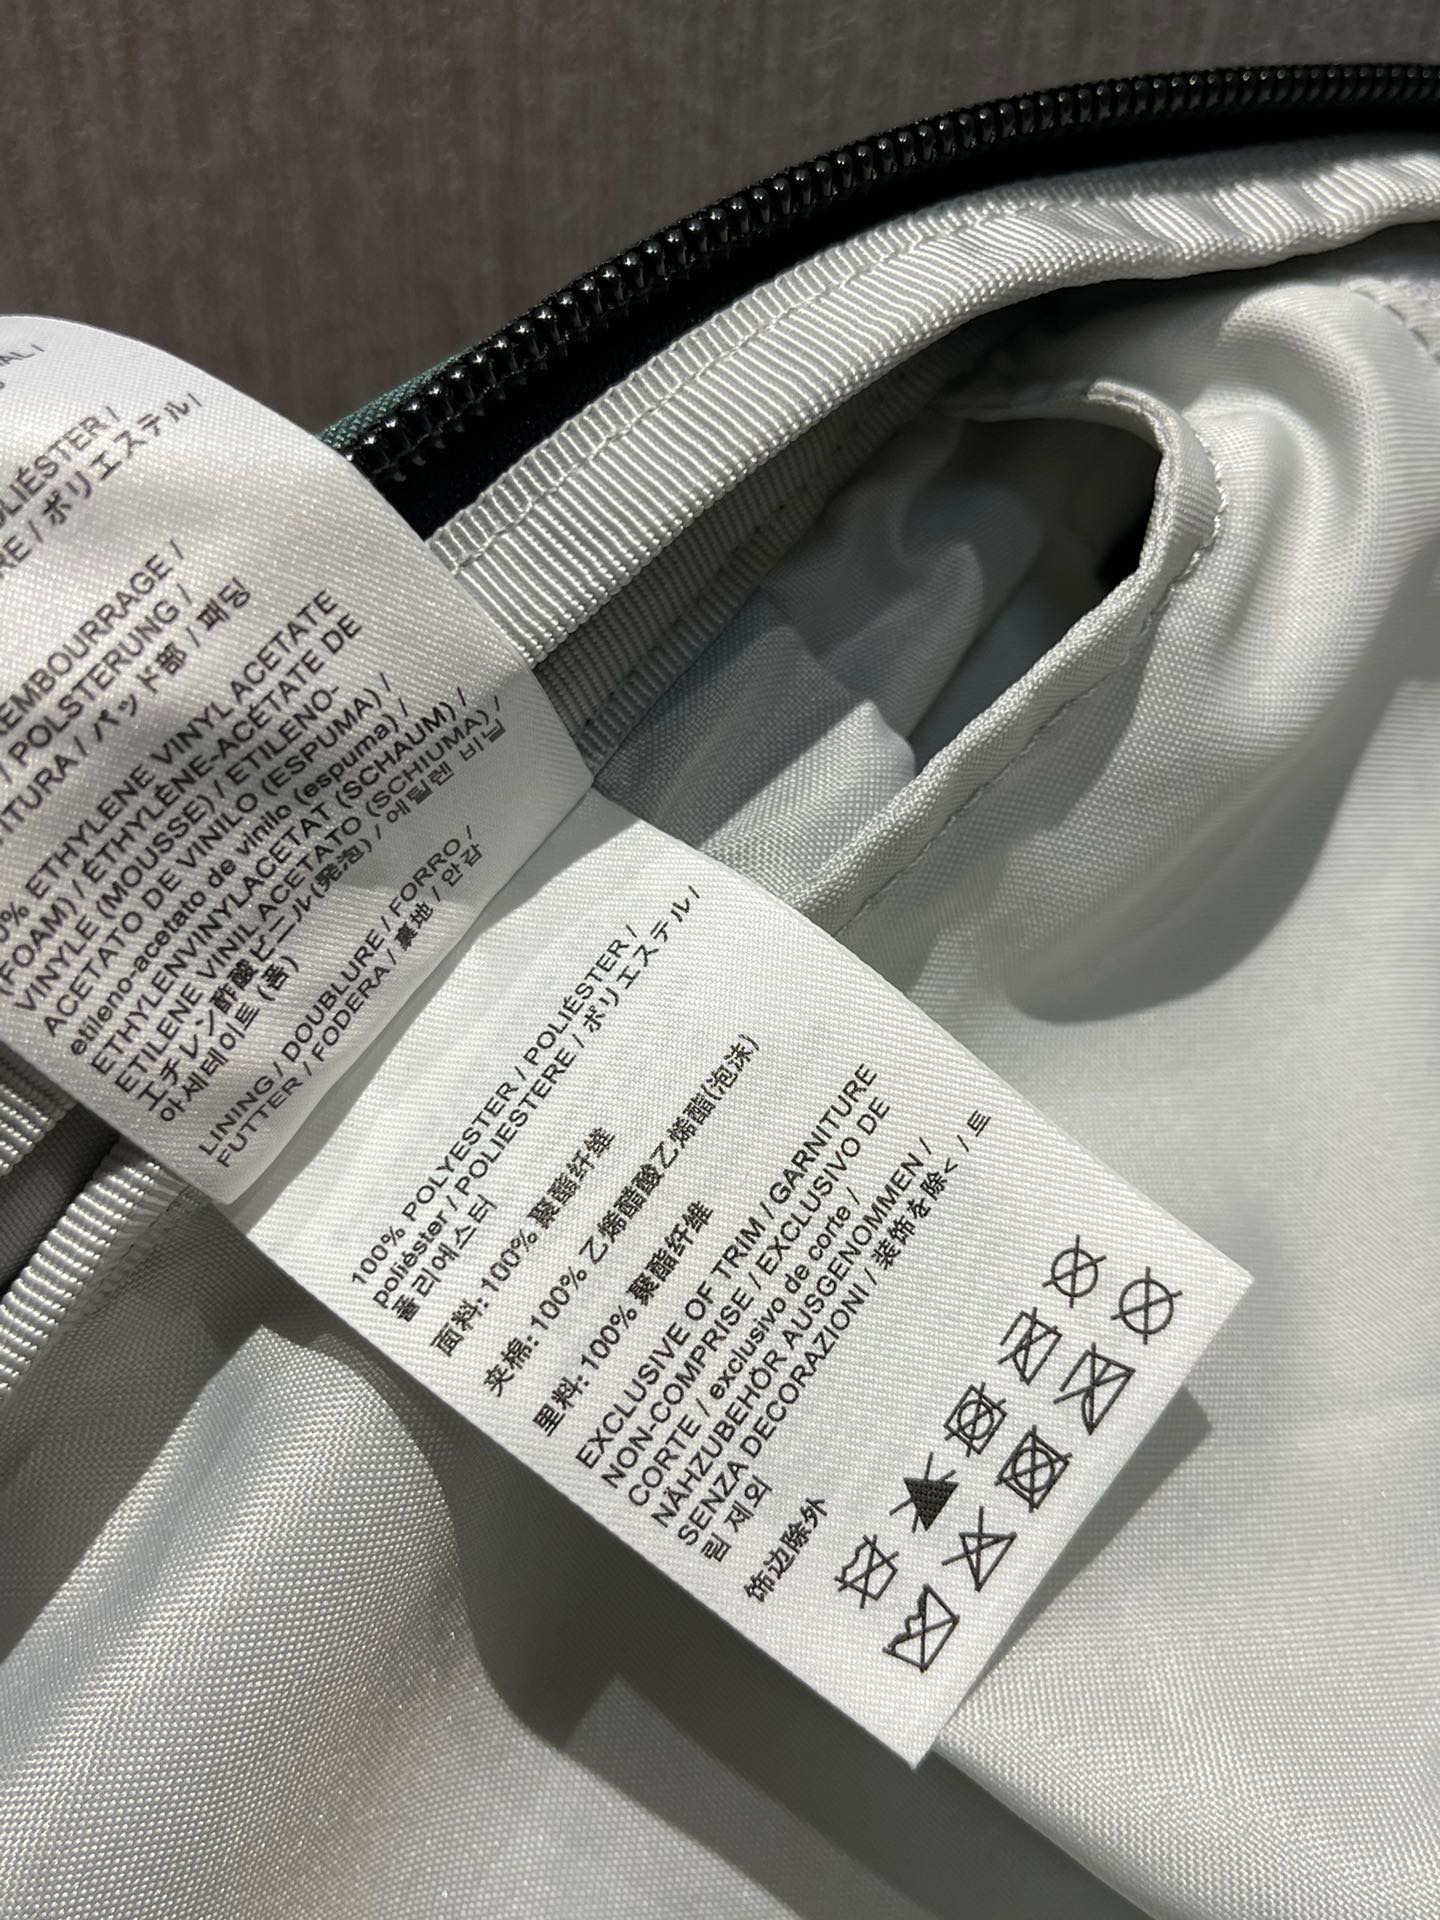 POLIÉSTER /
/ ポリエステル /
/ POLSTERUNG /
/ パッド部 / 패딩
ETHYLENE VINYL ACETATE
(FOAM) / ÉTHYLÈNE-ACÉTATE DE
VINYLE (MOUSSE) / ETILENO-
ACETATO DE VINILO (ESPUMA) /
etileno-acetato de vinilo (espuma) /
ETHYLENVINYLACETAT (SCHAUM) /
ETILENE VINIL ACETATO (SCHIUMA) /
エチレン酢酸ビニル(発泡) / 에틸렌 비닐
아세테이트 (폼)
LINING / DOUBLURE / FORRO /
FUTTER / FODERA / 裏地 / 안감
100% POLYESTER / POLIÉSTER /
poliéster / POLIESTERE / ポリエステル /
폴리에스터
面料: 100% 聚酯纤维
夹棉: 100% 乙烯醋酸乙烯酯(泡沫)
里料: 100% 聚酯纤维
EXCLUSIVE OF TRIM / GARNITURE
NON-COMPRISE / EXCLUSIVO DE
CORTE / exclusivo de corte /
NÄHZUBEHÖR AUSGENOMMEN /
SENZA DECORAZIONI / 装飾を除く / 트
림 제외
饰边除外